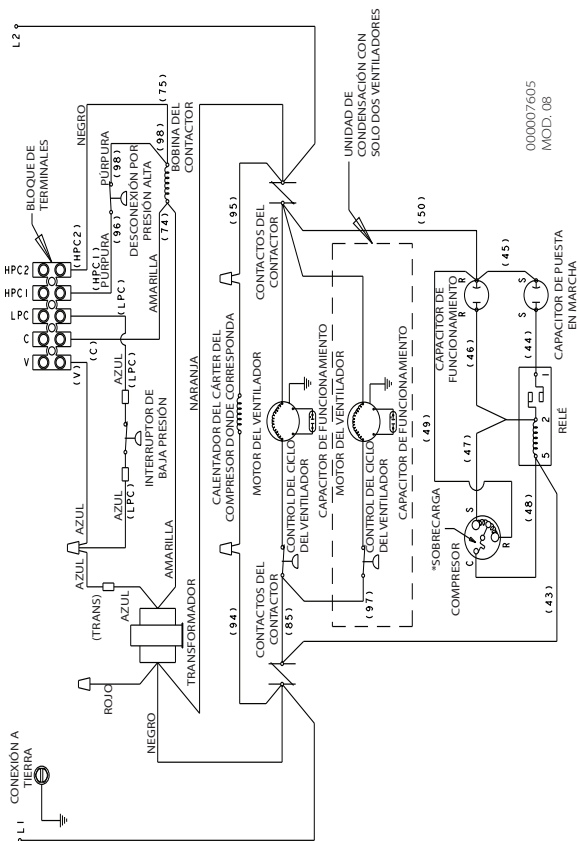 L2
BLOQUE DE
TERMINALES
HPC2
HPC1
LPC
C
V
(HPC2)
(HPC1)
(LPC)
(C)
(V)
NEGRO
(75)
PÚRPURA
(98)
(98)
BOBINA DEL
CONTACTOR
DESCONEXIÓN POR
PRESIÓN ALTA
(96)
PÚRPURA
(74)
AMARILLA
AZUL
(LPC)
INTERRUPTOR DE
BAJA PRESIÓN
(LPC)
AZUL
AZUL
AZUL
(TRANS)
AZUL
AMARILLA
TRANSFORMADOR
ROJO
NEGRO
NARANJA
CONEXIÓN A
TIERRA
L1
(95)
CALENTADOR DEL CÁRTER DEL
COMPRESOR DONDE CORRESPONDA
(94)
CONTACTOS DEL
CONTACTOR
CONTACTOS DEL
CONTACTOR
MOTOR DEL VENTILADOR
CAPACITOR DE FUNCIONAMIENTO
CONTROL DEL CICLO
DEL VENTILADOR
(85)
UNIDAD DE
CONDENSACIÓN CON
SOLO DOS VENTILADORES
MOTOR DEL VENTILADOR
CAPACITOR DE FUNCIONAMIENTO
CONTROL DEL CICLO
DEL VENTILADOR
(97)
(50)
(49)
CAPACITOR DE
FUNCIONAMIENTO
R
R
(46)
(45)
S
S
CAPACITOR DE PUESTA
EN MARCHA
(44)
(47)
1
2
5
RELÉ
(48)
*SOBRECARGA
COMPRESOR
C
S
R
(43)
000007605
MOD. 08